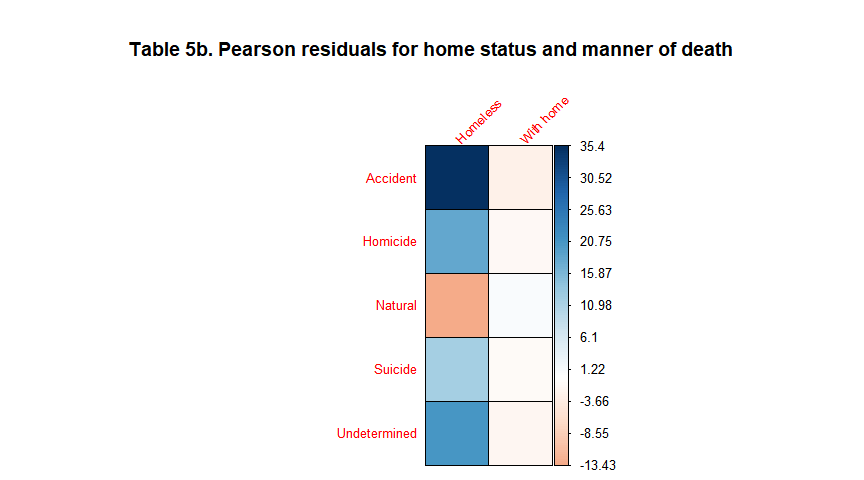 Table 5b. Pearson residuals for home status and manner of death
Homeless
With home
Accident
Homicide
Natural
Suicide
Undetermined
35.4
30.52
25.63
20.75
15.87
10.98
6.1
1.22
-3.66
-8.55
-13.43